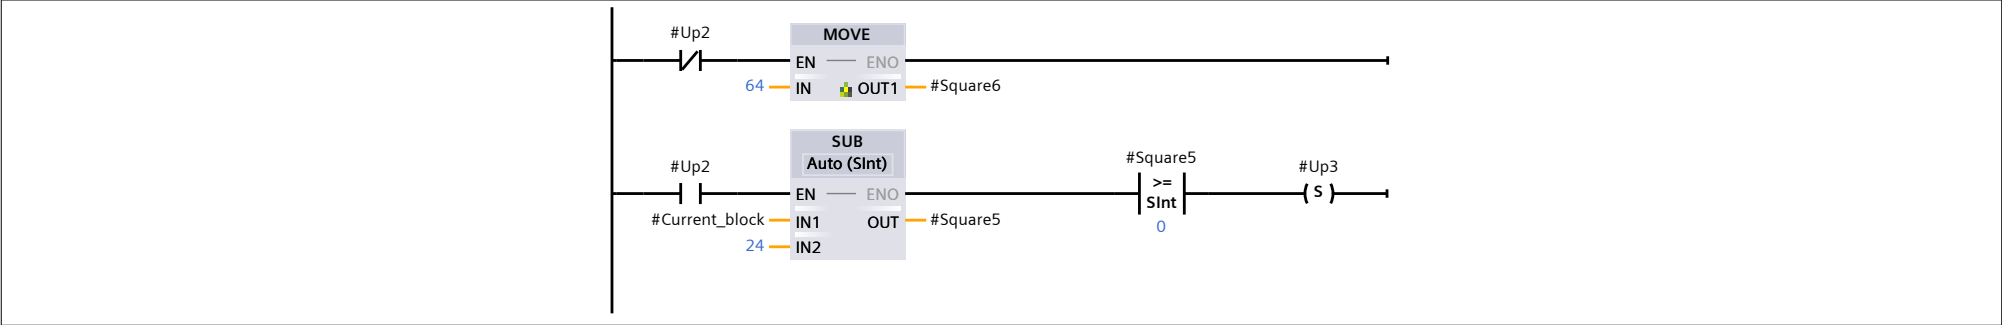 #Up2
MOVE
EN ENO
64 IN OUT1 #Square6
SUB
Auto (SInt)
#Up2
EN ENO
#Current_block IN1 OUT #Square5
24 IN2
#Square5
>=
SInt
0
#Up3
S